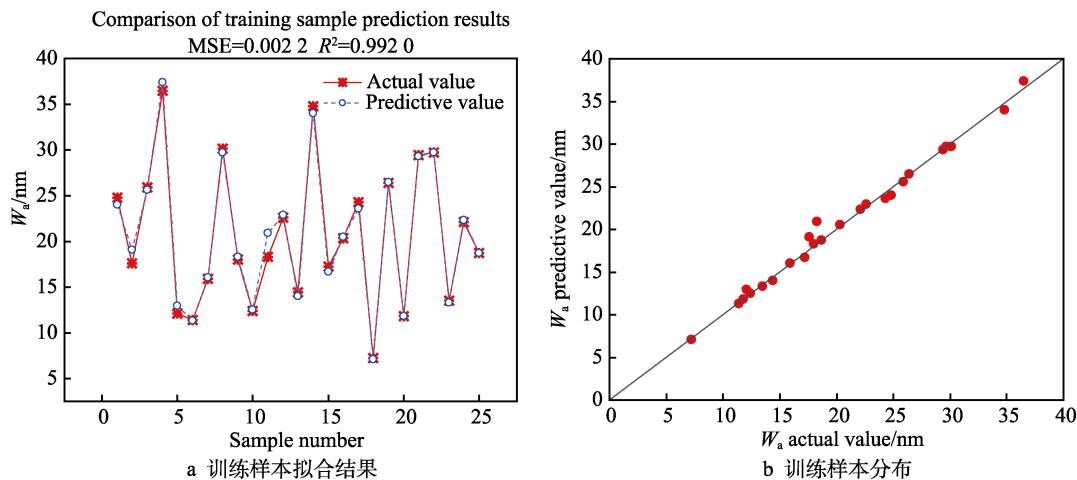 Comparison of training sample prediction results
MSE=0.002 2 R²=0.992 0
Actual value
Predictive value
40
35
30
25
20
15
10
5
Wₐ/nm
0 5 10 15 20 25
Sample number
a 训练样本拟合结果
40
35
30
25
20
15
10
5
0
Wₐ predictive value/nm
0 5 10 15 20 25 30 35 40
Wₐ actual value/nm
b 训练样本分布